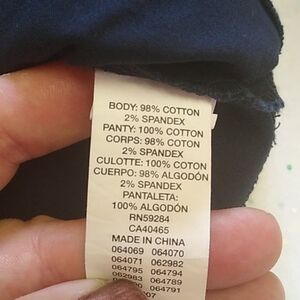 BODY: 98% COTTON
2% SPANDEX
PANTY: 100% COTTON
CORPS: 98% COTON
2% SPANDEX
CULOTTE: 100% COTON
CUERPO: 98% ALGODÓN
2% SPANDEX
PANTALETA:
100% ALGODÓN
RN59284
CA40465
MADE IN CHINA
064069 064070
064071 062982
064795 064794
062983 064789
064791